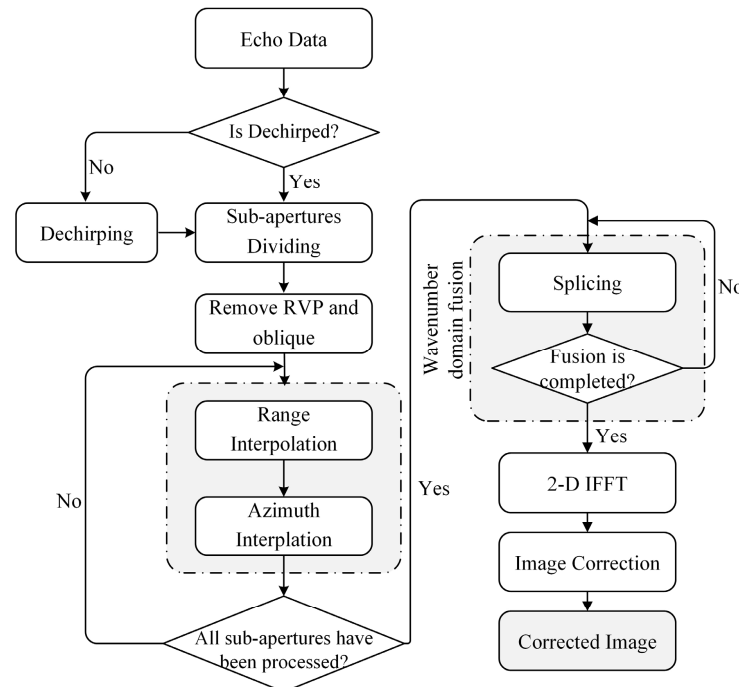 Echo Data
Is Dechirped?
No
Yes
Dechirping
Sub-apertures
Dividing
Remove RVP and
oblique
Range
Interpolation
Azimuth
Interplation
No
All sub-apertures have
been processed?
Yes
Wavenumber
domain fusion
Splicing
No
Fusion is
completed?
Yes
2-D IFFT
Image Correction
Corrected Image